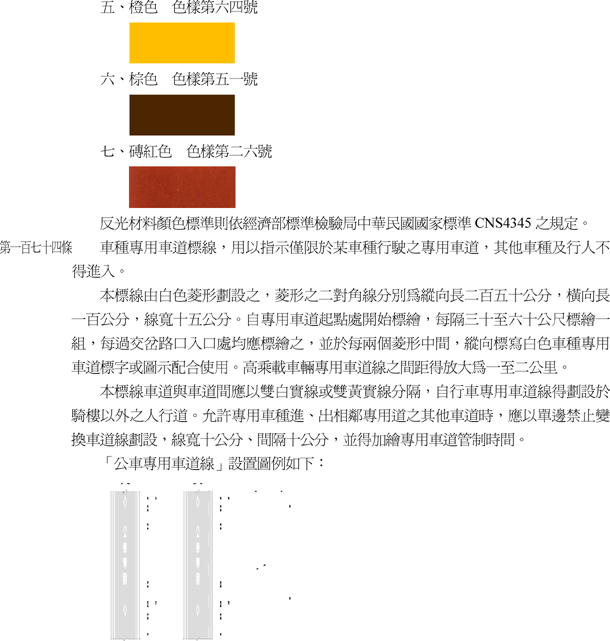 五、橙色　色樣第六四號
六、棕色　色樣第五一號
七、磚紅色　色樣第二六號
反光材料顏色標準則依經濟部標準檢驗局中華民國國家標準 CNS4345 之規定。
第一百七十四條　車種專用車道標線，用以指示僅限於某車種行駛之專用車道，其他車種及行人不
得進入。
本標線由白色菱形劃設之，菱形之二對角線分別為縱向長二百五十公分，橫向長
一百公分，線寬十五公分。自專用車道起點處開始標繪，每隔三十至六十公尺標繪一
組，每過交岔路口入口處均應標繪之，並於每兩個菱形中間，縱向標寫白色車種專用
車道標字或圖示配合使用。高乘載車輛專用車道線之間距得放大為一至二公里。
本標線車道與車道間應以雙白實線或雙黃實線分隔，自行車專用車道線得劃設於
騎樓以外之人行道。允許專用車種進、出相鄰專用道之其他車道時，應以單邊禁止變
換車道線劃設，線寬十公分、間隔十公分，並得加繪專用車道管制時間。
「公車專用車道線」設置圖例如下：